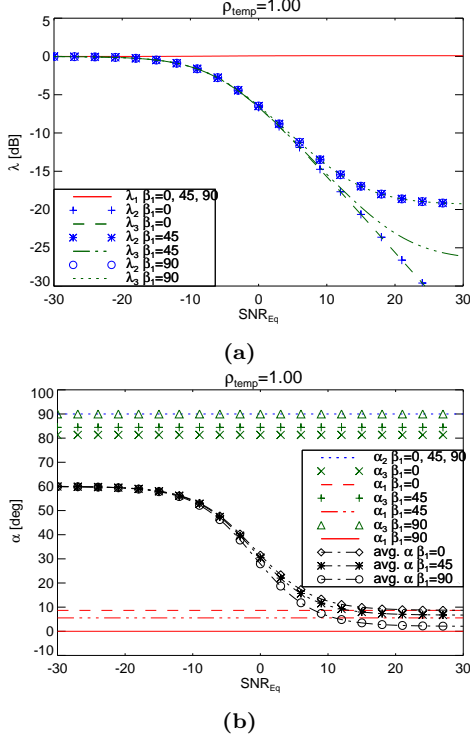 ρtemp=1.00
5
0
-5
-10
-15
-20
-25
-30
λ [dB]
λ1 β1=0, 45, 90
λ2 β1=0
λ3 β1=0
λ2 β1=45
λ3 β1=45
λ2 β1=90
λ3 β1=90
-30 -20 -10 0 10 20 30
SNREq
(a)
ρtemp=1.00
100
90
80
70
60
50
40
30
20
10
0
-10
α [deg]
α2 β1=0, 45, 90
α3 β1=0
α1 β1=0
α3 β1=45
α1 β1=45
α3 β1=90
α1 β1=90
avg. α β1=0
avg. α β1=45
avg. α β1=90
-30 -20 -10 0 10 20 30
SNREq
(b)